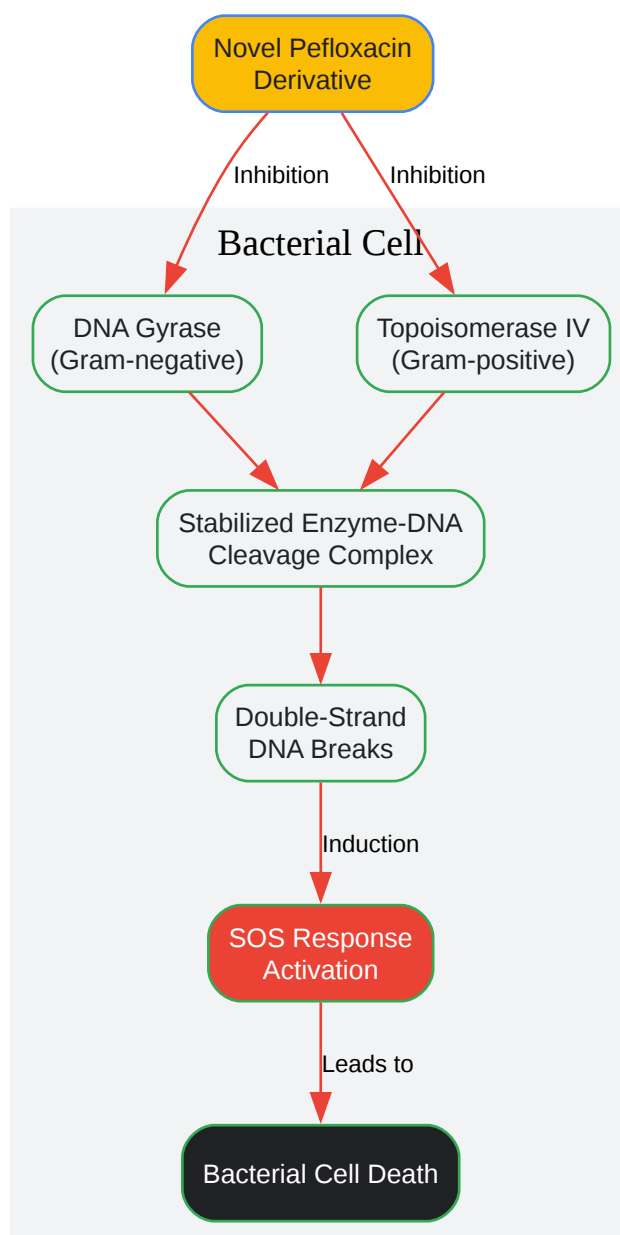 Novel Pefloxacin
Derivative
Inhibition
Inhibition
Bacterial Cell
DNA Gyrase
(Gram-negative)
Topoisomerase IV
(Gram-positive)
Stabilized Enzyme-DNA
Cleavage Complex
Double-Strand
DNA Breaks
Induction
SOS Response
Activation
Leads to
Bacterial Cell Death